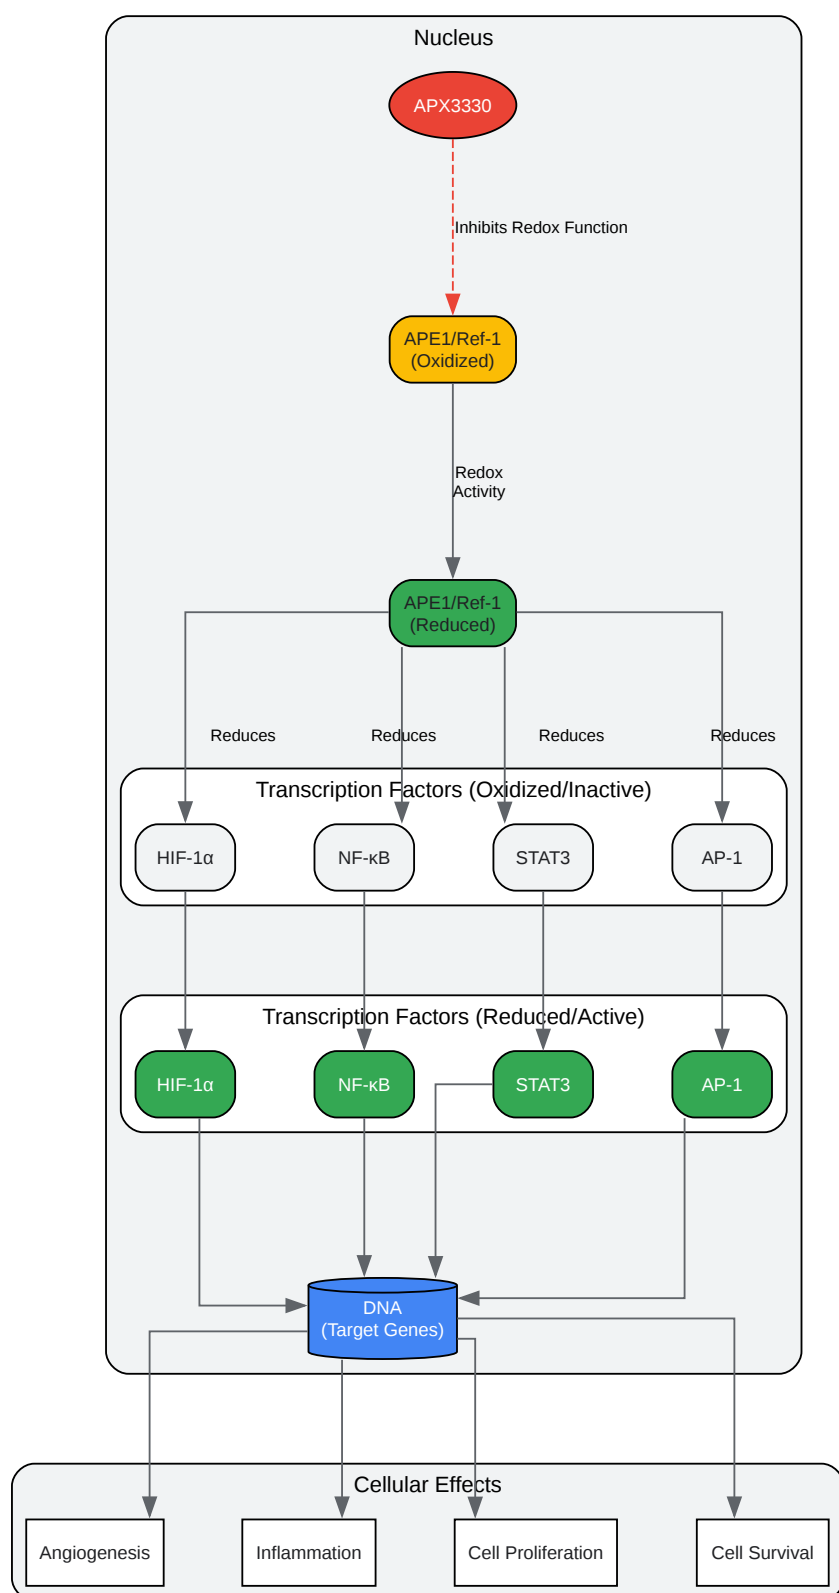 Nucleus
APX3330
Inhibits Redox Function
APE1/Ref-1
(Oxidized)
Redox
Activity
APE1/Ref-1
(Reduced)
Reduces
Reduces
Reduces
Reduces
Transcription Factors (Oxidized/Inactive)
HIF-1α
NF-κB
STAT3
AP-1
Transcription Factors (Reduced/Active)
HIF-1α
NF-κB
STAT3
AP-1
DNA
(Target Genes)
Cellular Effects
Angiogenesis
Inflammation
Cell Proliferation
Cell Survival